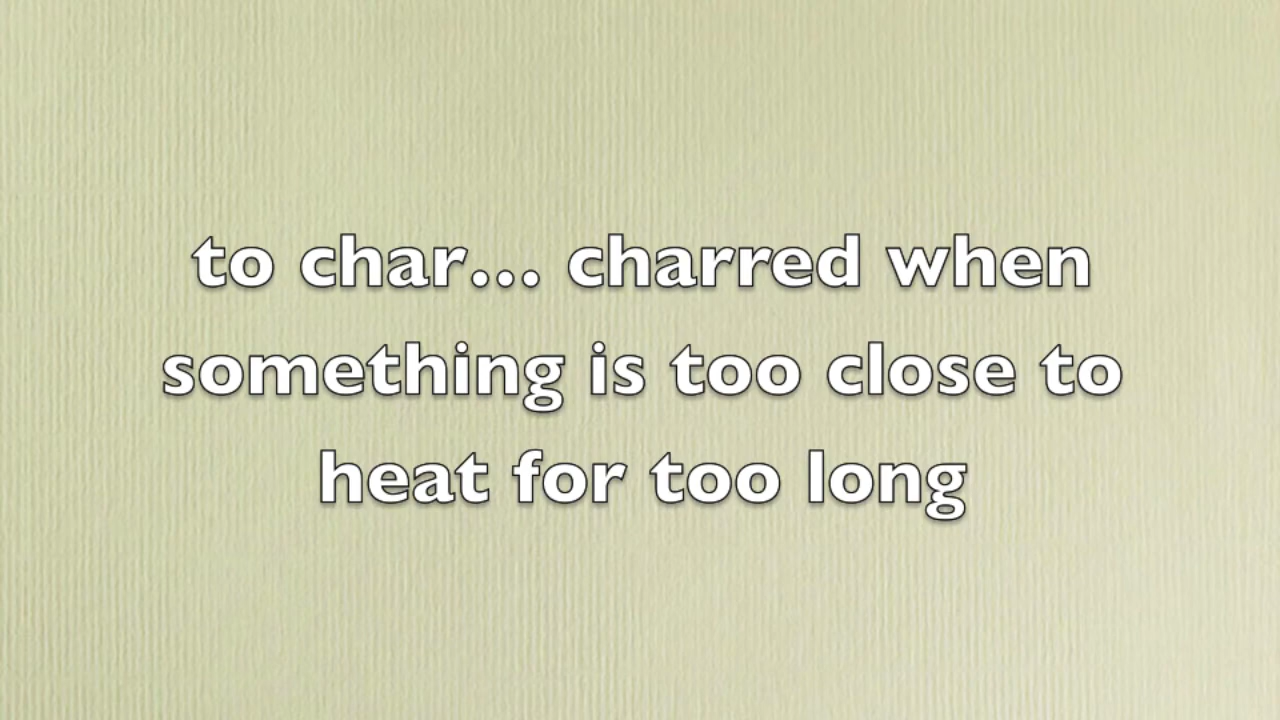 to char... charred when
something is too close to
heat for too long